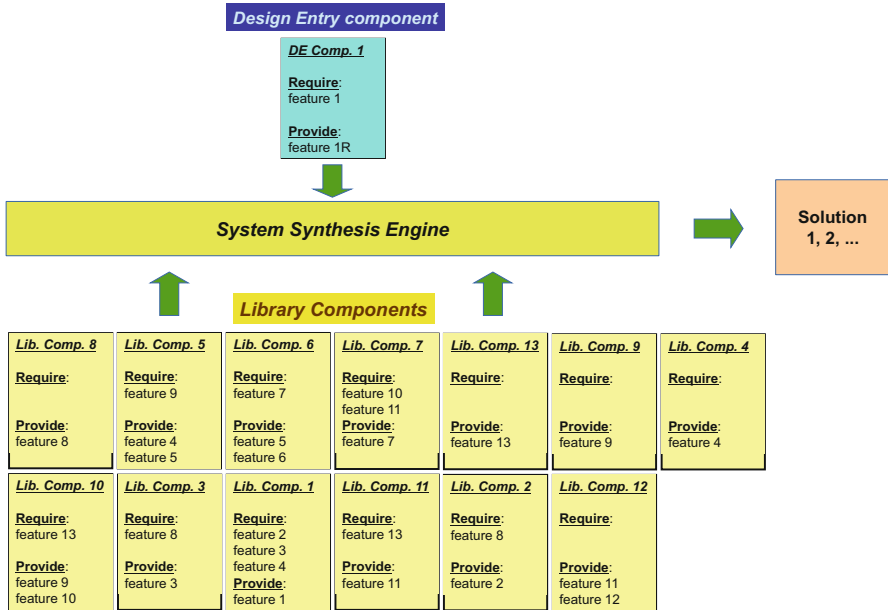 Design Entry component
DE Comp. 1
Require:
feature 1
Provide:
feature 1R
System Synthesis Engine
Solution
1, 2, ...
Library Components
Lib. Comp. 8
Require:
Provide:
feature 8
Lib. Comp. 5
Require:
feature 9
Provide:
feature 4
feature 5
Lib. Comp. 6
Require:
feature 7
Provide:
feature 5
feature 6
Lib. Comp. 7
Require:
feature 10
feature 11
Provide:
feature 7
Lib. Comp. 13
Require:
Provide:
feature 13
Lib. Comp. 9
Require:
Provide:
feature 9
Lib. Comp. 4
Require:
Provide:
feature 4
Lib. Comp. 10
Require:
feature 13
Provide:
feature 9
feature 10
Lib. Comp. 3
Require:
feature 8
Provide:
feature 3
Lib. Comp. 1
Require:
feature 2
feature 3
feature 4
Provide:
feature 1
Lib. Comp. 11
Require:
feature 13
Provide:
feature 11
Lib. Comp. 2
Require:
feature 8
Provide:
feature 2
Lib. Comp. 12
Require:
Provide:
feature 11
feature 12